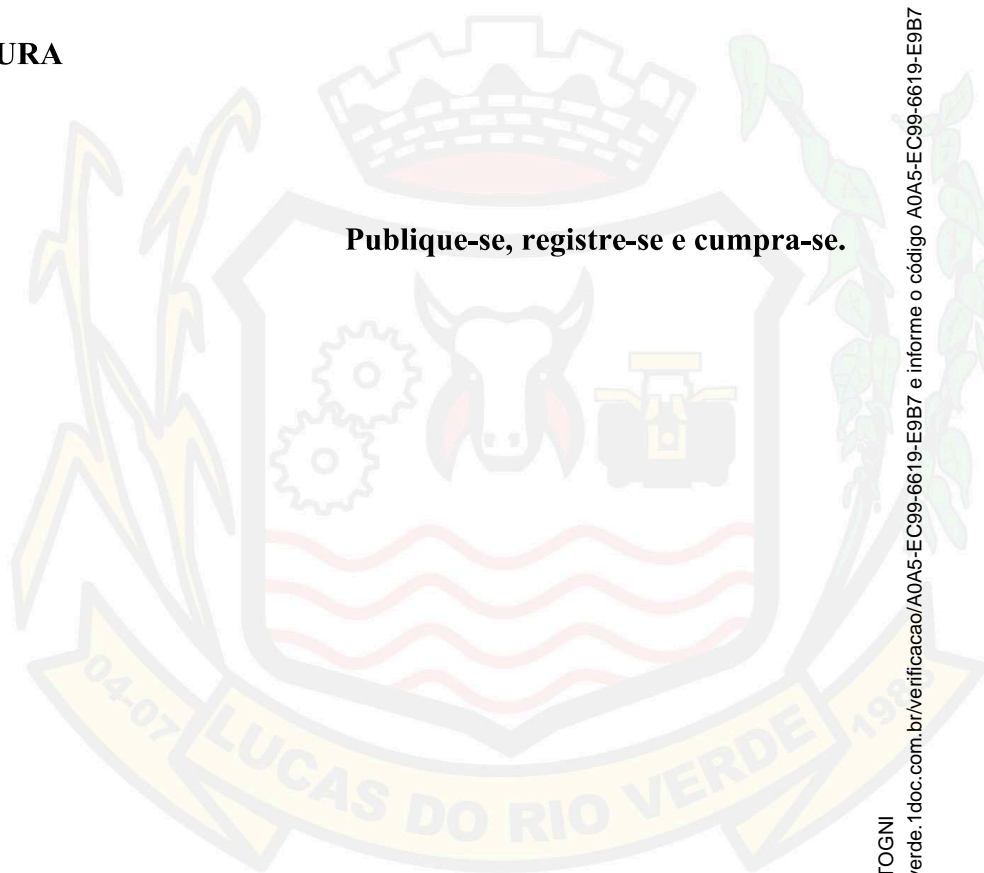 URA
Publique-se, registre-se e cumpra-se.
04-07
LUCAS DO RIO VERDE
1988
TOGNI
verde.1doc.com.br/verificacao/A0A5-EC99-6619-E9B7 e informe o código A0A5-EC99-6619-E9B7